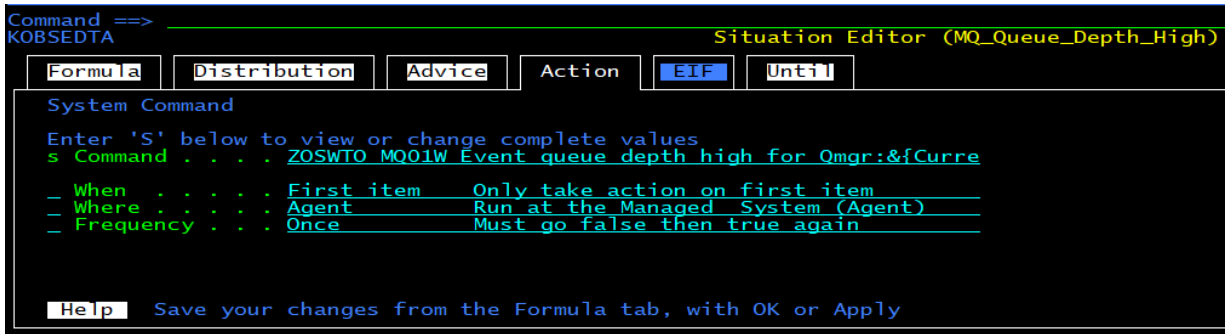 Command ==>
KOBSEDTA Situation Editor (MQ_Queue_Depth_High)
Formula Distribution Advice Action EIF Until
System Command
Enter 'S' below to view or change complete values
s Command . . . . ZOSWTO MQ01W Event queue depth high for Qmgr:&{Curre
_ When . . . . . First item Only take action on first item
_ Where . . . . . Agent Run at the Managed System (Agent)
_ Frequency . . . Once Must go false then true again
Help Save your changes from the Formula tab, with OK or Apply